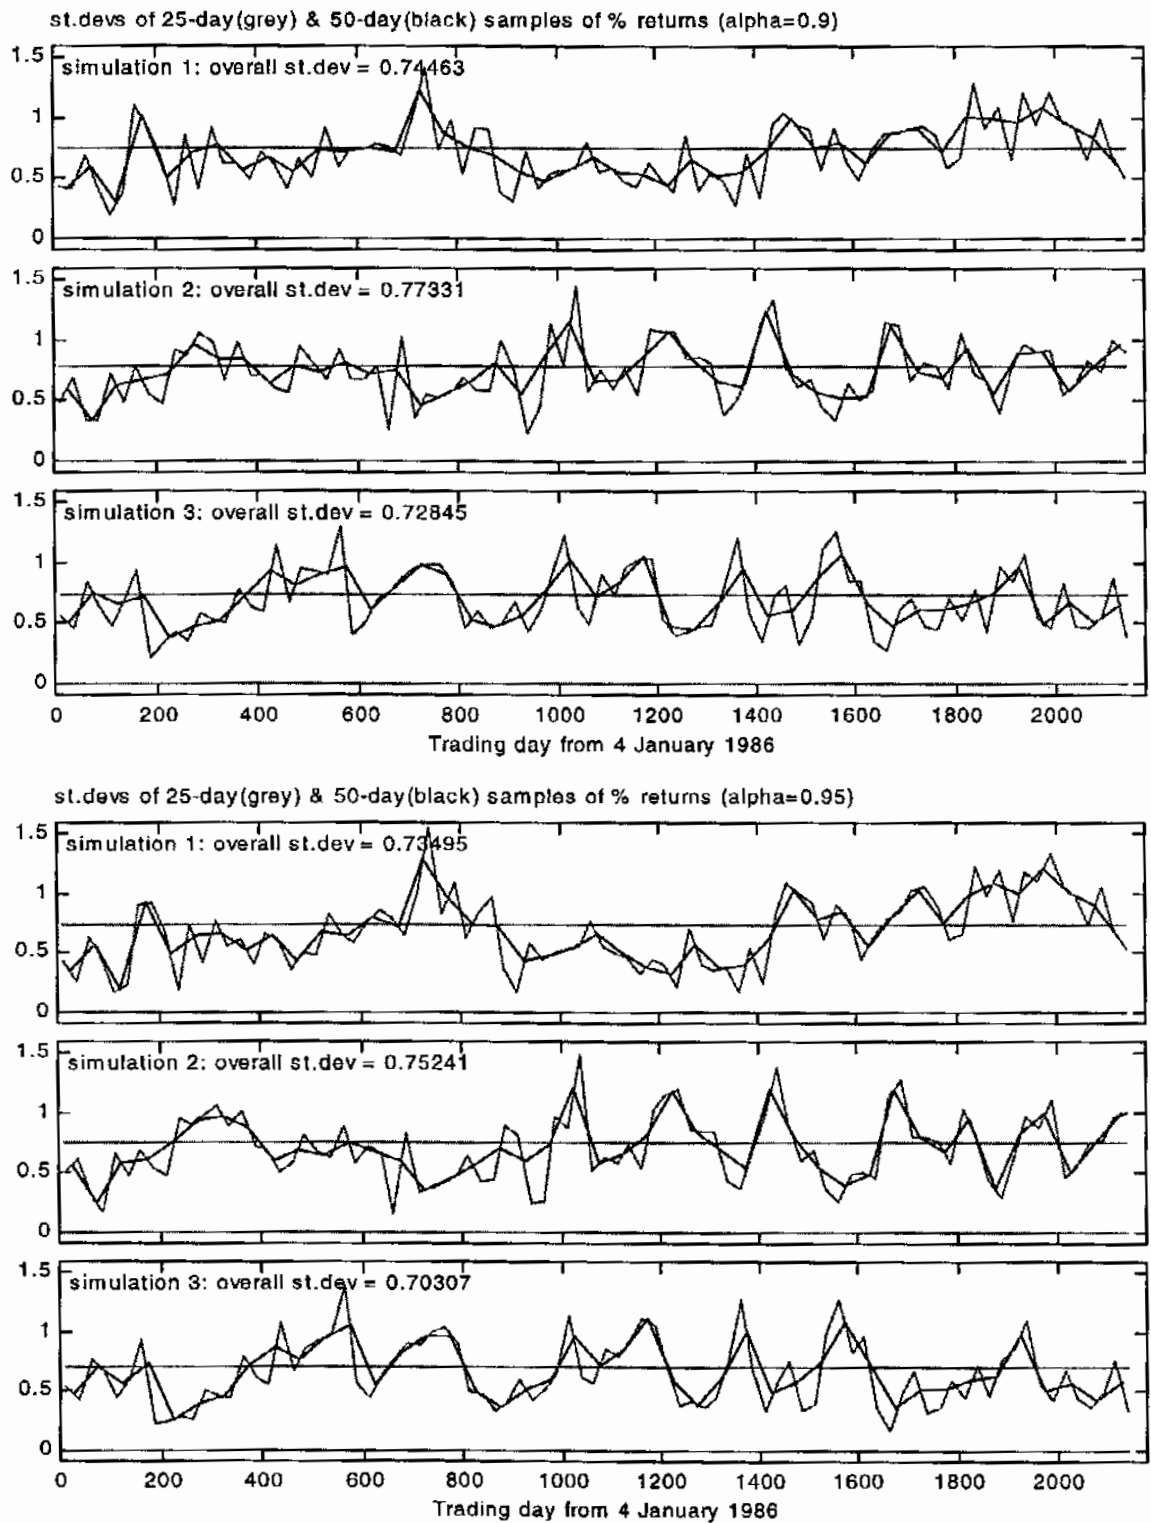 st.devs of 25-day(grey) & 50-day(black) samples of % returns (alpha=0.9)
1.5
simulation 1: overall st.dev = 0.74463
1
0.5
0
1.5
simulation 2: overall st.dev = 0.77331
1
0.5
0
1.5
simulation 3: overall st.dev = 0.72845
1
0.5
0
0 200 400 600 800 1000 1200 1400 1600 1800 2000
Trading day from 4 January 1986
st.devs of 25-day(grey) & 50-day(black) samples of % returns (alpha=0.95)
1.5
simulation 1: overall st.dev = 0.73495
1
0.5
0
1.5
simulation 2: overall st.dev = 0.75241
1
0.5
0
1.5
simulation 3: overall st.dev = 0.70307
1
0.5
0
0 200 400 600 800 1000 1200 1400 1600 1800 2000
Trading day from 4 January 1986